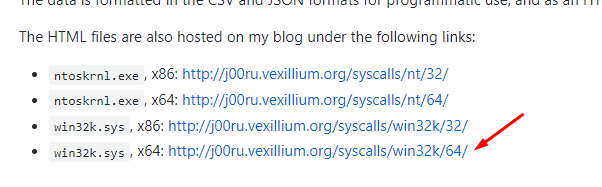 The data is formatted in the CSV and JSON formats for programmatic use, and as an
The HTML files are also hosted on my blog under the following links:
ntoskrnl.exe , x86: http://j00ru.vexillium.org/syscalls/nt/32/
ntoskrnl.exe , x64: http://j00ru.vexillium.org/syscalls/nt/64/
win32k.sys , x86: http://j00ru.vexillium.org/syscalls/win32k/32/
win32k.sys , x64: http://j00ru.vexillium.org/syscalls/win32k/64/